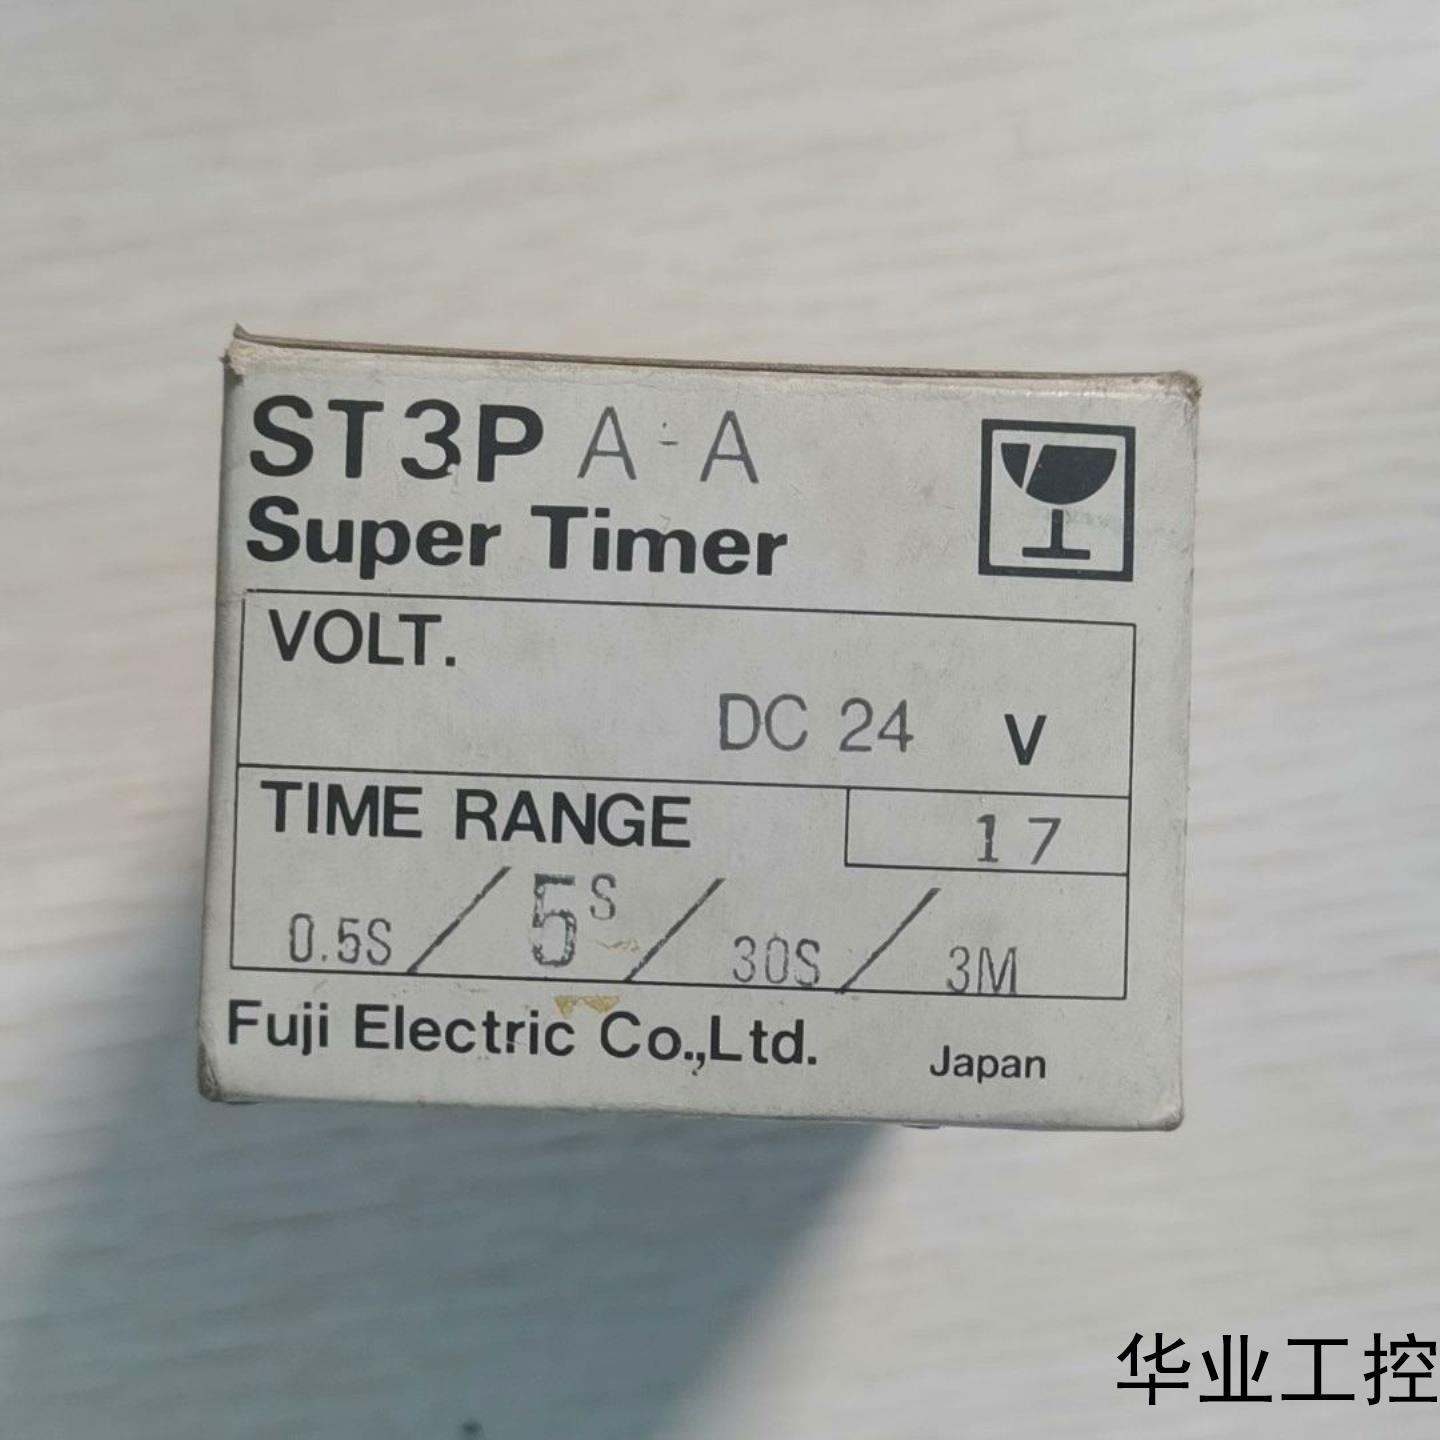 ST3P A-A
Super Timer
VOLT.
DC 24 V
TIME RANGE 17
0.5S / 5S / 30S / 3M
Fuji Electric Co.,Ltd. Japan
华业工控